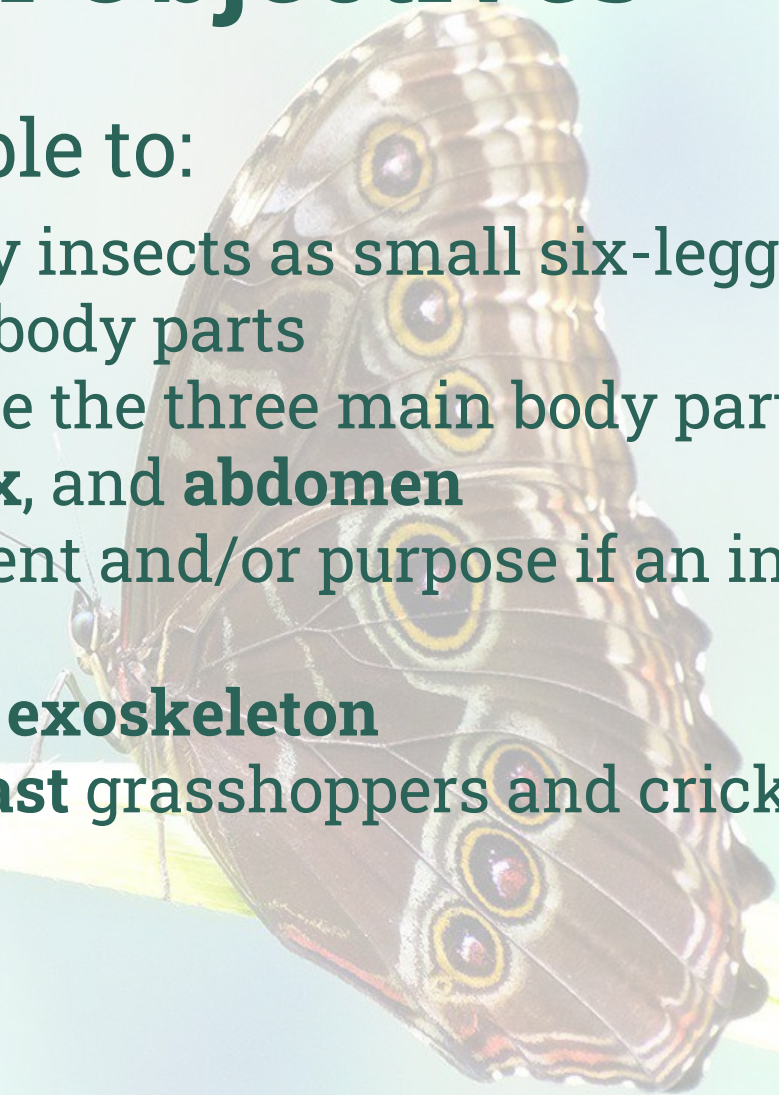 Objectives
ble to:
y insects as small six-legg
body parts
e the three main body part
x, and abdomen
ent and/or purpose if an in
exoskeleton
ast grasshoppers and crick